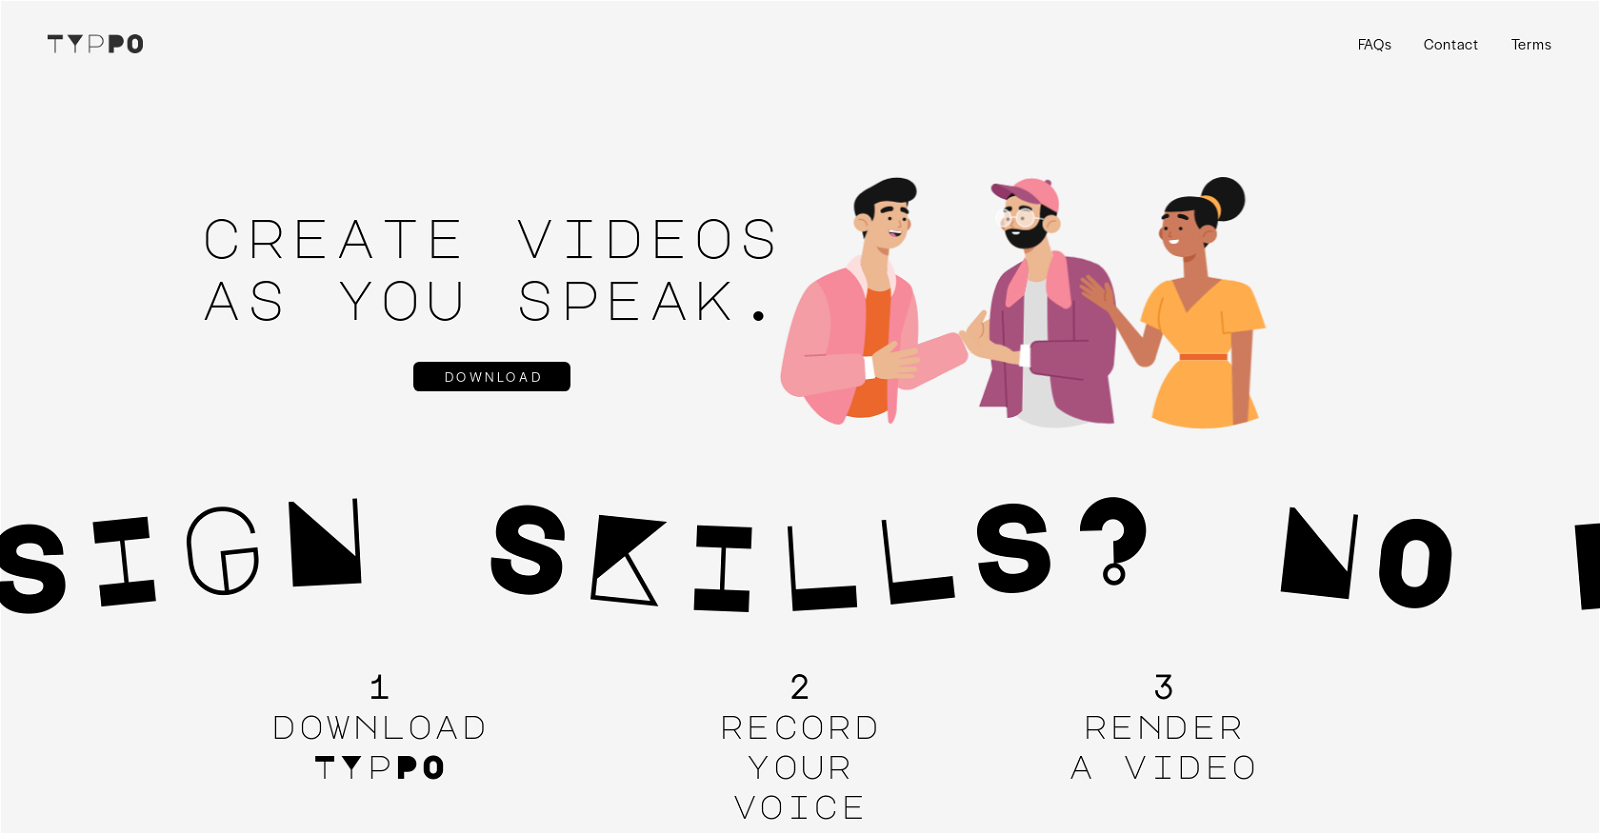 TYPPO
FAQs Contact Terms
CREATE VIDEOS
AS YOU SPEAK.
DOWNLOAD
SIGN SKILLS? NO
1
DOWNLOAD
TYPPO
2
RECORD
YOUR
VOICE
3
RENDER
A VIDEO